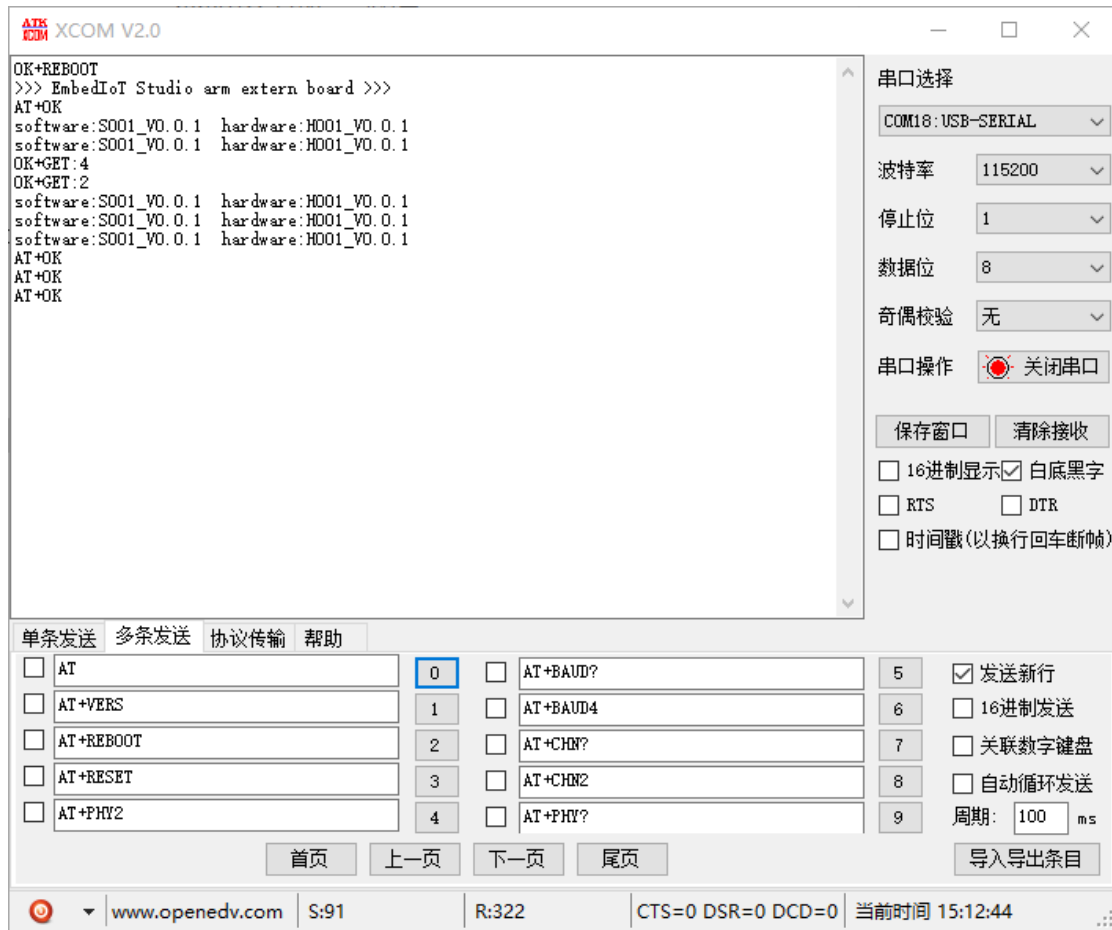 ATK XCOM XCOM V2.0
OK+REBOOT
>>> EmbedIoT Studio arm extern board >>>
AT+OK
software:S001_V0.0.1 hardware:H001_V0.0.1
software:S001_V0.0.1 hardware:H001_V0.0.1
OK+GET:4
OK+GET:2
software:S001_V0.0.1 hardware:H001_V0.0.1
software:S001_V0.0.1 hardware:H001_V0.0.1
software:S001_V0.0.1 hardware:H001_V0.0.1
AT+OK
AT+OK
AT+OK
串口选择
COM18:USB-SERIAL
波特率 115200
停止位 1
数据位 8
奇偶校验 无
串口操作 关闭串口
保存窗口 清除接收
16进制显示 白底黑字
RTS DTR
时间戳(以换行回车断帧)
单条发送 多条发送 协议传输 帮助
AT 0 AT+BAUD? 5 发送新行
AT+VERS 1 AT+BAUD4 6 16进制发送
AT+REBOOT 2 AT+CHN? 7 关联数字键盘
AT+RESET 3 AT+CHN2 8 自动循环发送
AT+PHY2 4 AT+PHY? 9 周期: 100 ms
首页 上一页 下一页 尾页 导入导出条目
www.openedv.com S:91 R:322 CTS=0 DSR=0 DCD=0 当前时间 15:12:44